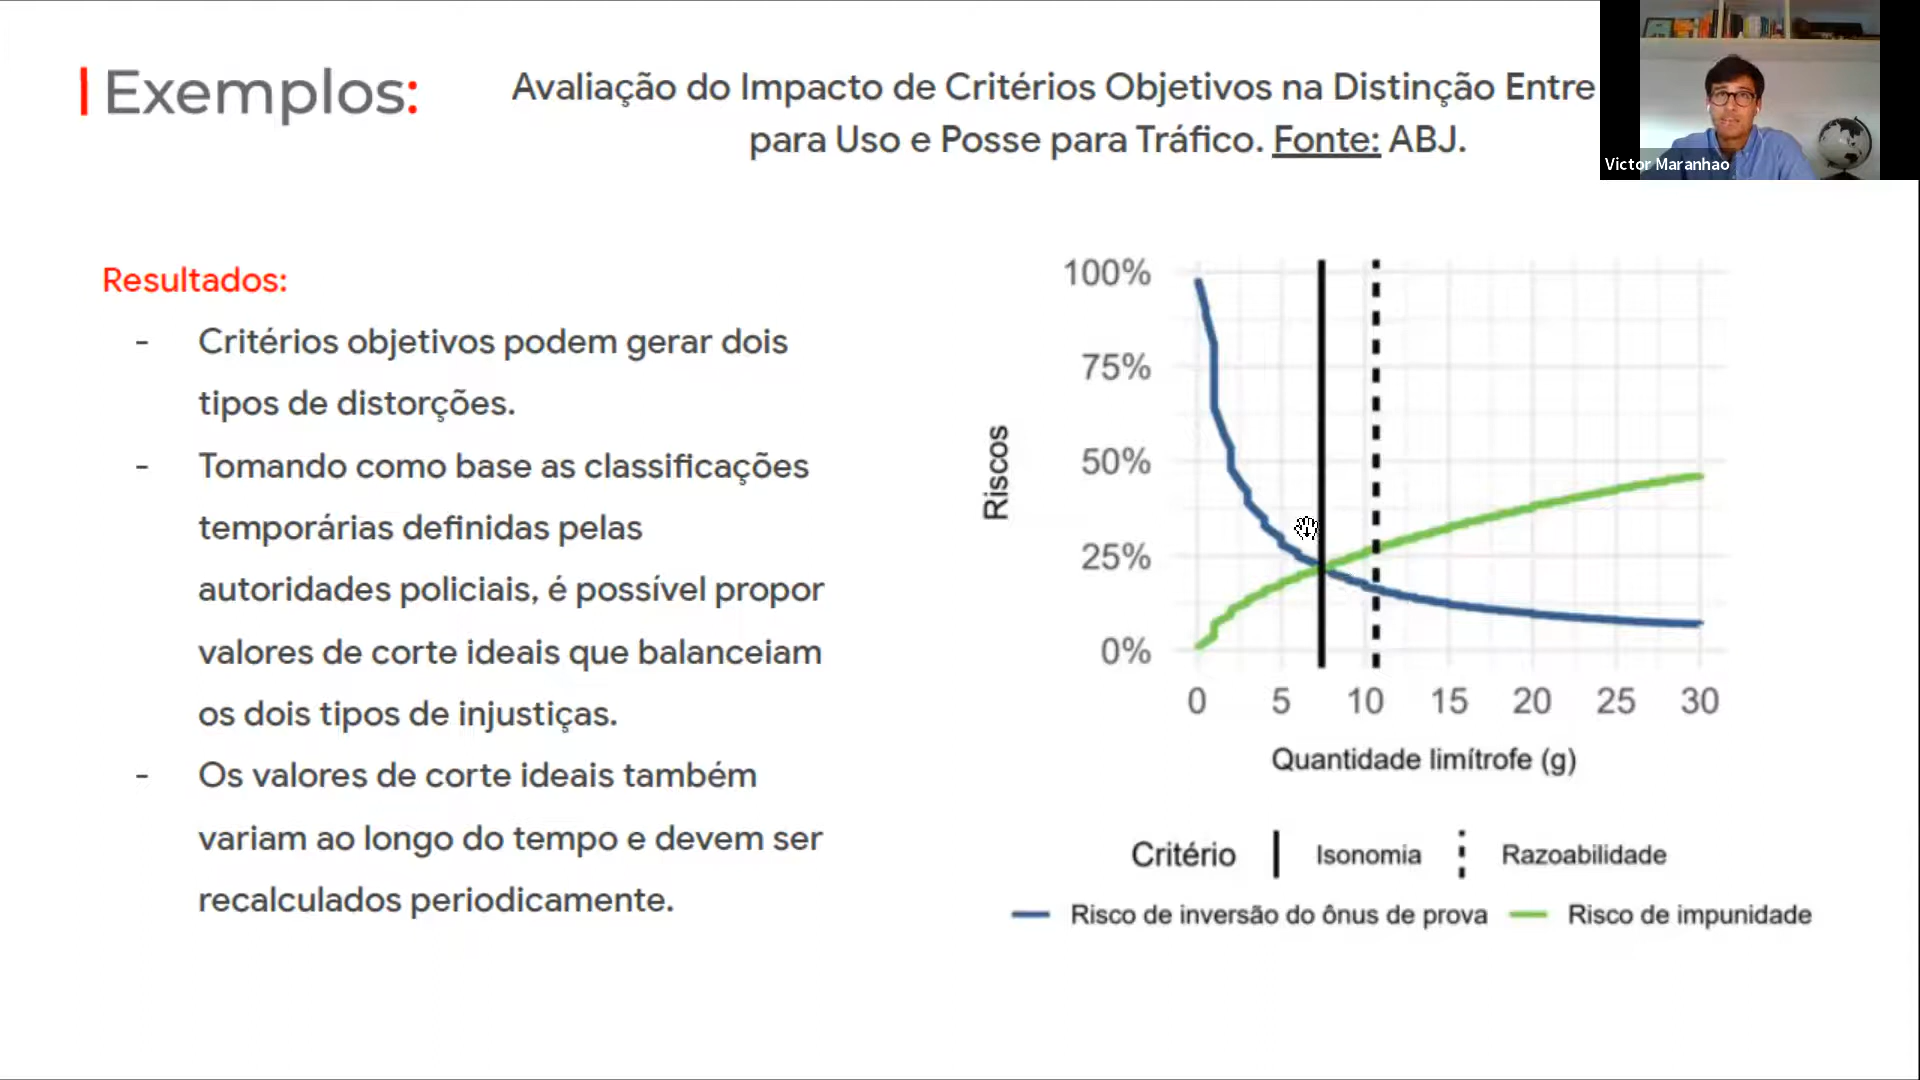 Exemplos:
Avaliação do Impacto de Critérios Objetivos na Distinção Entre
para Uso e Posse para Tráfico. Fonte: ABJ.
Victor Maranhao
Resultados:
- Critérios objetivos podem gerar dois
tipos de distorções.
- Tomando como base as classificações
temporárias definidas pelas
autoridades policiais, é possível propor
valores de corte ideais que balanceiam
os dois tipos de injustiças.
- Os valores de corte ideais também
variam ao longo do tempo e devem ser
recalculados periodicamente.
Riscos
100%
75%
50%
25%
0%
0 5 10 15 20 25 30
Quantidade limítrofe (g)
Critério Isonomia Razoabilidade
Risco de inversão do ônus de prova Risco de impunidade